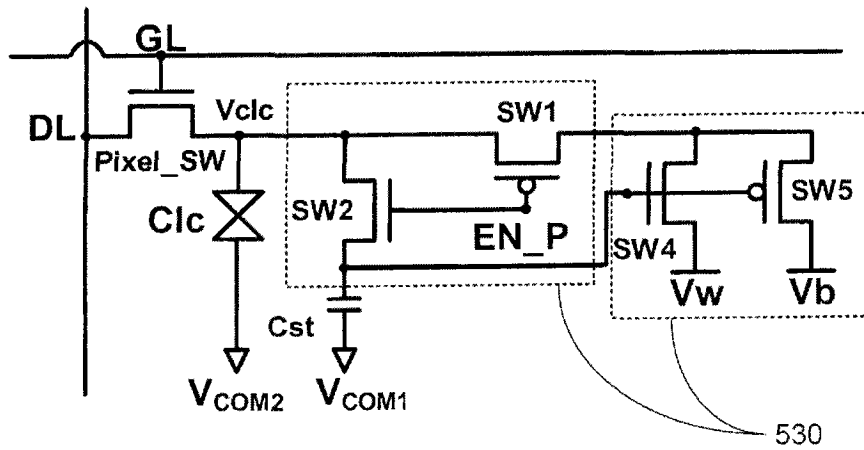 GL
DL
Vclc
SW1
Pixel_SW
SW2
SW5
Clc
EN_P
SW4
Vw
Vb
Cst
VCOM2
VCOM1
530